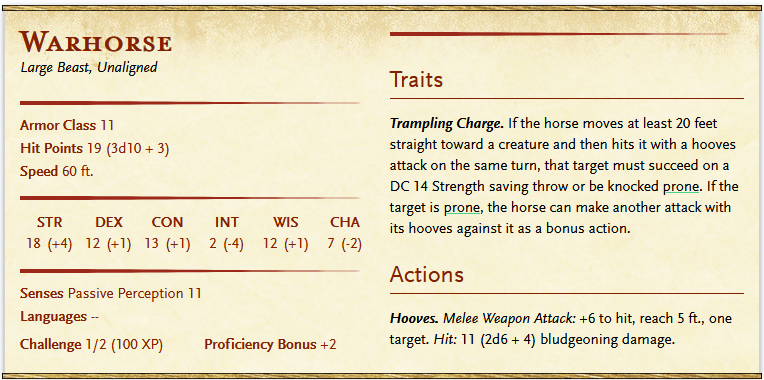 WARHORSE
Large Beast, Unaligned
Armor Class 11
Hit Points 19 (3d10 + 3)
Speed 60 ft.
STR DEX CON INT WIS CHA
18 (+4) 12 (+1) 13 (+1) 2 (-4) 12 (+1) 7 (-2)
Senses Passive Perception 11
Languages --
Challenge 1/2 (100 XP) Proficiency Bonus +2
Traits
Trampling Charge. If the horse moves at least 20 feet
straight toward a creature and then hits it with a hooves
attack on the same turn, that target must succeed on a
DC 14 Strength saving throw or be knocked prone. If the
target is prone, the horse can make another attack with
its hooves against it as a bonus action.
Actions
Hooves. Melee Weapon Attack: +6 to hit, reach 5 ft., one
target. Hit: 11 (2d6 + 4) bludgeoning damage.